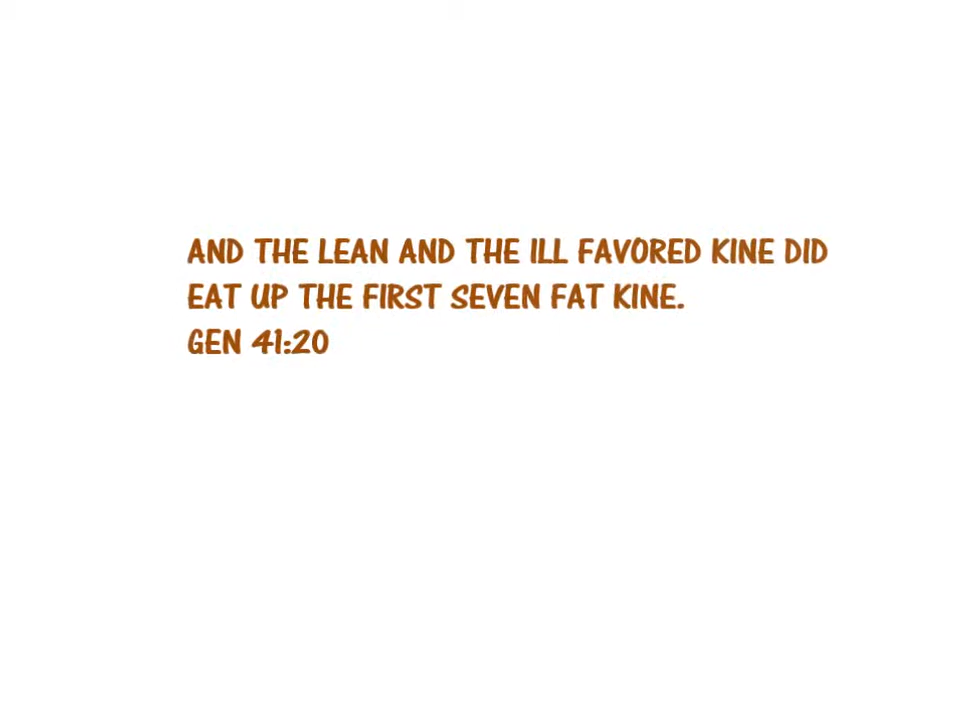 AND THE LEAN AND THE ILL FAVORED KINE DID
EAT UP THE FIRST SEVEN FAT KINE.
GEN 41:20